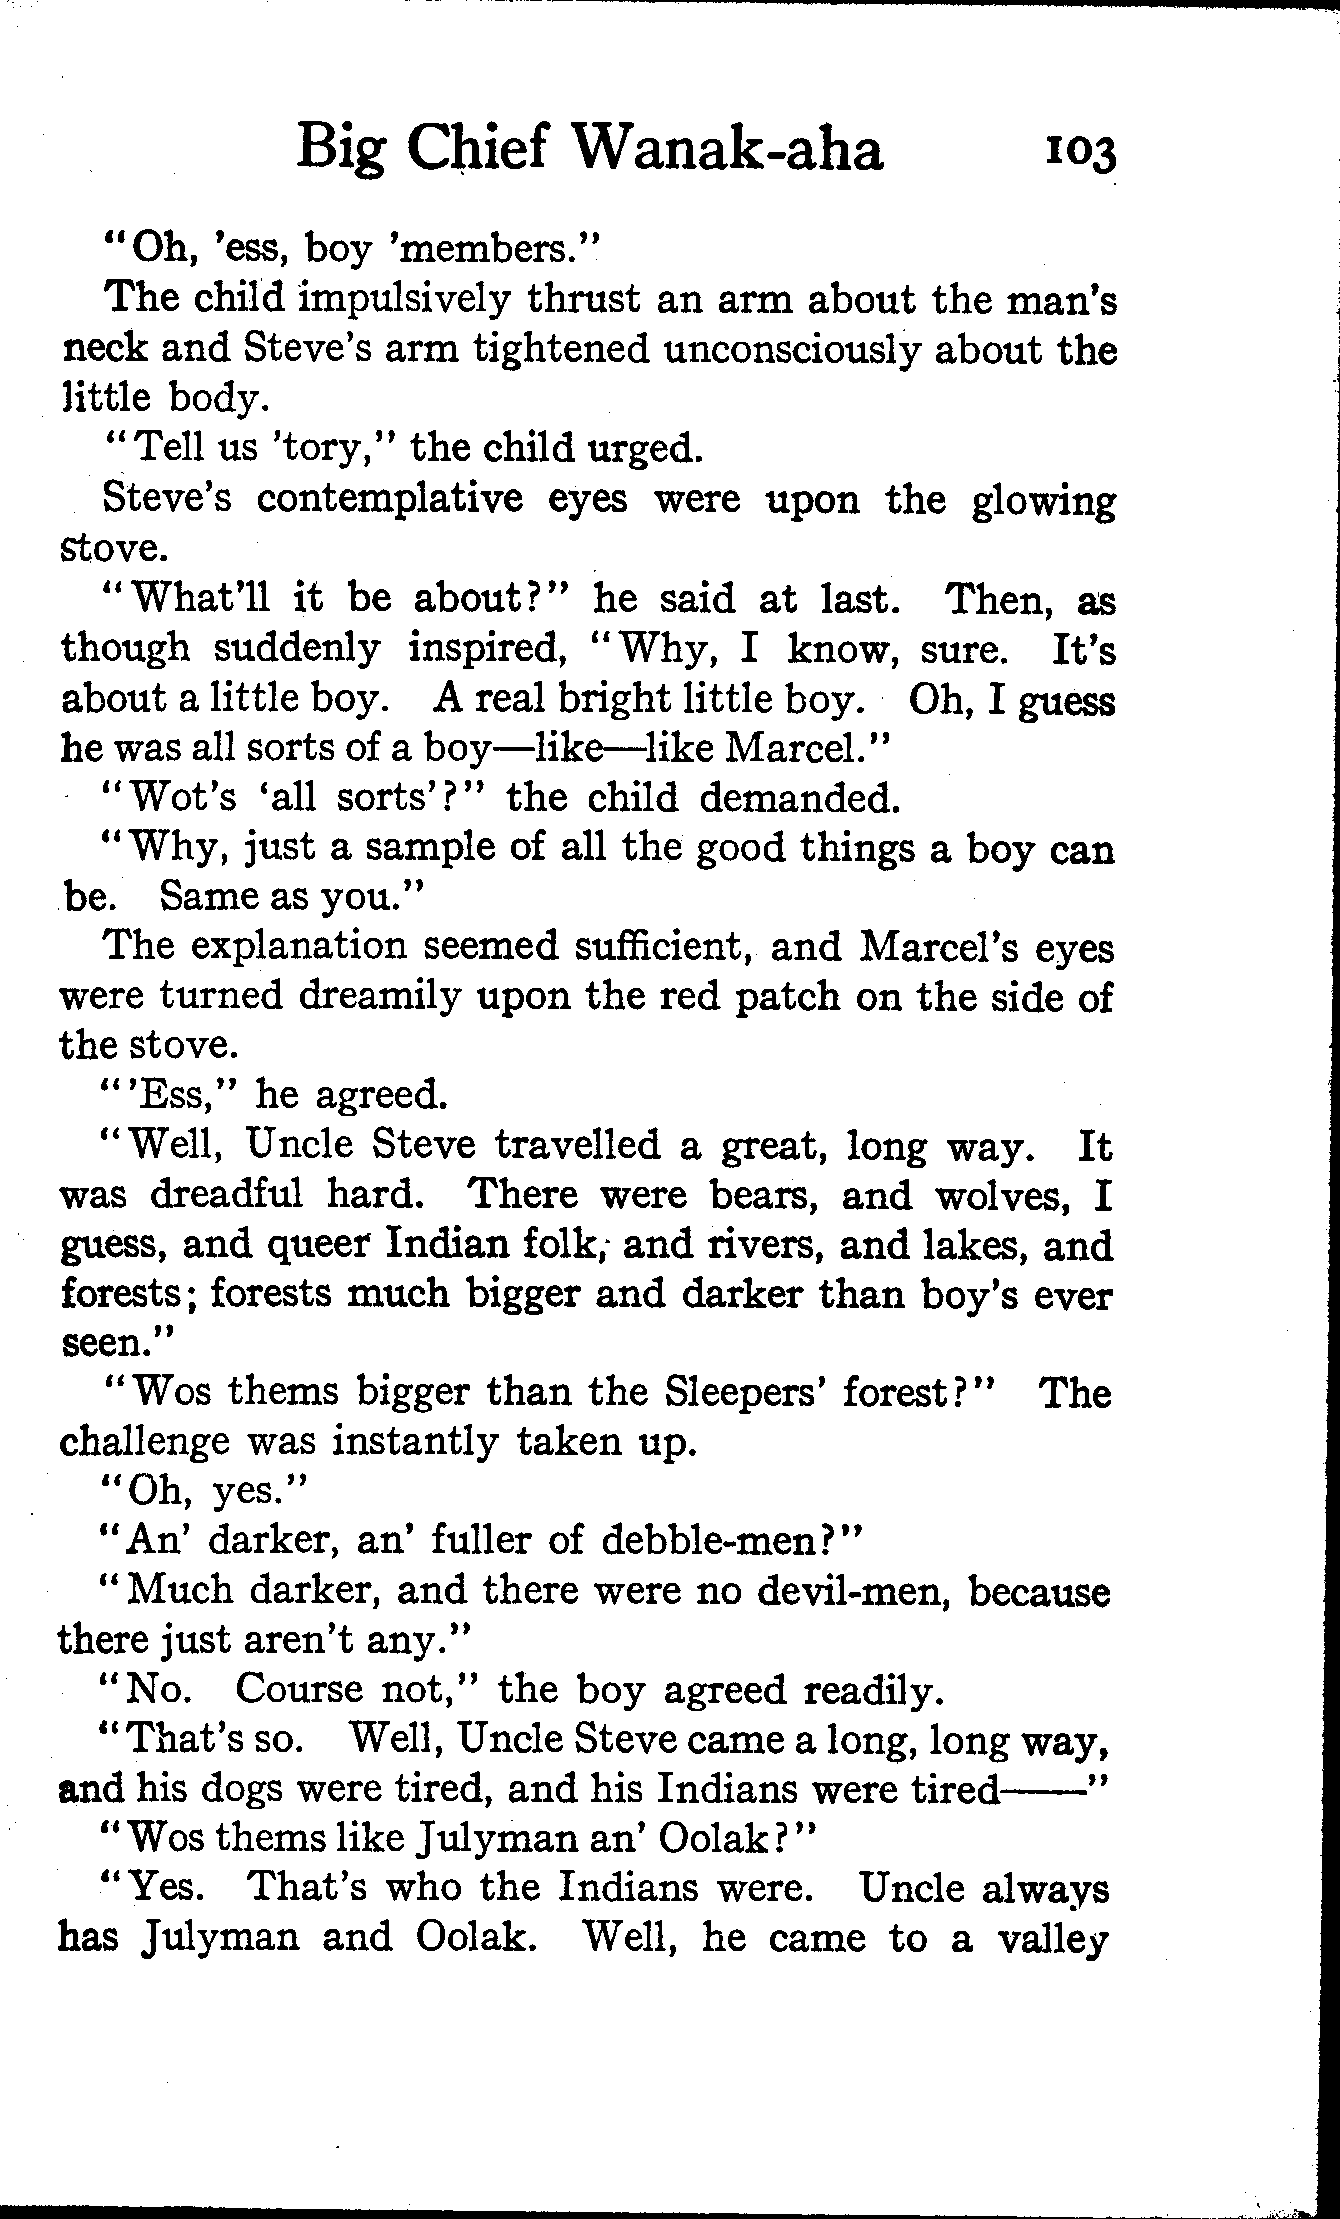 Big Chief Wanak-aha 103
"Oh, 'ess, boy 'members."
The child impulsively thrust an arm about the man's
neck and Steve's arm tightened unconsciously about the
little body.
"Tell us 'tory," the child urged.
Steve's contemplative eyes were upon the glowing
stove.
"What'll it be about?" he said at last. Then, as
though suddenly inspired, "Why, I know, sure. It's
about a little boy. A real bright little boy. Oh, I guess
he was all sorts of a boy—like—like Marcel."
"Wot's 'all sorts'?" the child demanded.
"Why, just a sample of all the good things a boy can
be. Same as you."
The explanation seemed sufficient, and Marcel's eyes
were turned dreamily upon the red patch on the side of
the stove.
"'Ess," he agreed.
"Well, Uncle Steve travelled a great, long way. It
was dreadful hard. There were bears, and wolves, I
guess, and queer Indian folk, and rivers, and lakes, and
forests; forests much bigger and darker than boy's ever
seen."
"Wos thems bigger than the Sleepers' forest?" The
challenge was instantly taken up.
"Oh, yes."
"An' darker, an' fuller of debble-men?"
"Much darker, and there were no devil-men, because
there just aren't any."
"No. Course not," the boy agreed readily.
"That's so. Well, Uncle Steve came a long, long way,
and his dogs were tired, and his Indians were tired——"
"Wos thems like Julyman an' Oolak?"
"Yes. That's who the Indians were. Uncle always
has Julyman and Oolak. Well, he came to a valley